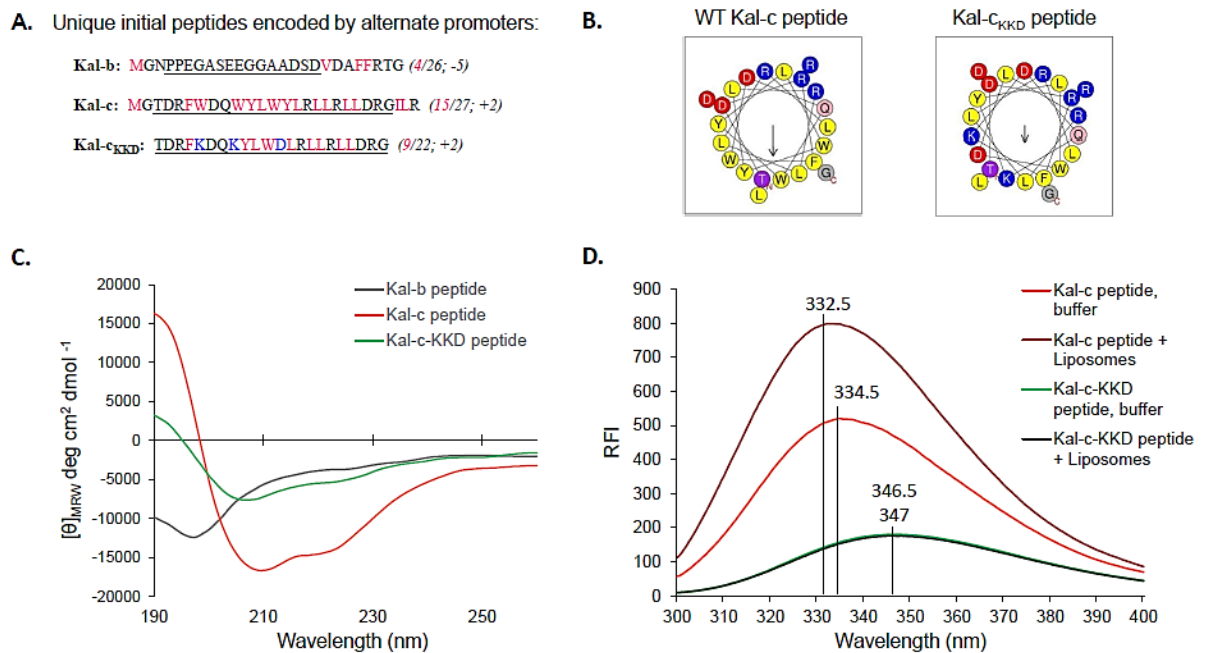 A. Unique initial peptides encoded by alternate promoters:
Kal-b: MGNPPEGASEEGGAADSDVDAFFRTG (4/26; -5)
Kal-c: MGTDRFWDQWYLWYLRLLRLLDRGILR (15/27; +2)
Kal-cKKD: TDRFKDQKYLWDLRLLRLLDRG (9/22; +2)
B.
WT Kal-c peptide
R
L
R
D
R
L
R
D
D
Q
Y
L
L
W
W
F
Y
G
T
W
L
C
L
Kal-cKKD peptide
D
L
D
R
D
L
R
Y
R
L
R
K
Q
D
L
T
W
L
K
L
F
G
C
C.
20000
15000
10000
5000
0
-5000
-10000
-15000
-20000
[θ]MRW deg cm2 dmol -1
190
210
230
250
Wavelength (nm)
Kal-b peptide
Kal-c peptide
Kal-c-KKD peptide
D.
900
800
700
600
500
400
300
200
100
0
RFI
332.5
334.5
346.5
347
300 310 320 330 340 350 360 370 380 390 400
Wavelength (nm)
Kal-c peptide,
buffer
Kal-c peptide +
Liposomes
Kal-c-KKD
peptide, buffer
Kal-c-KKD peptide
+ Liposomes